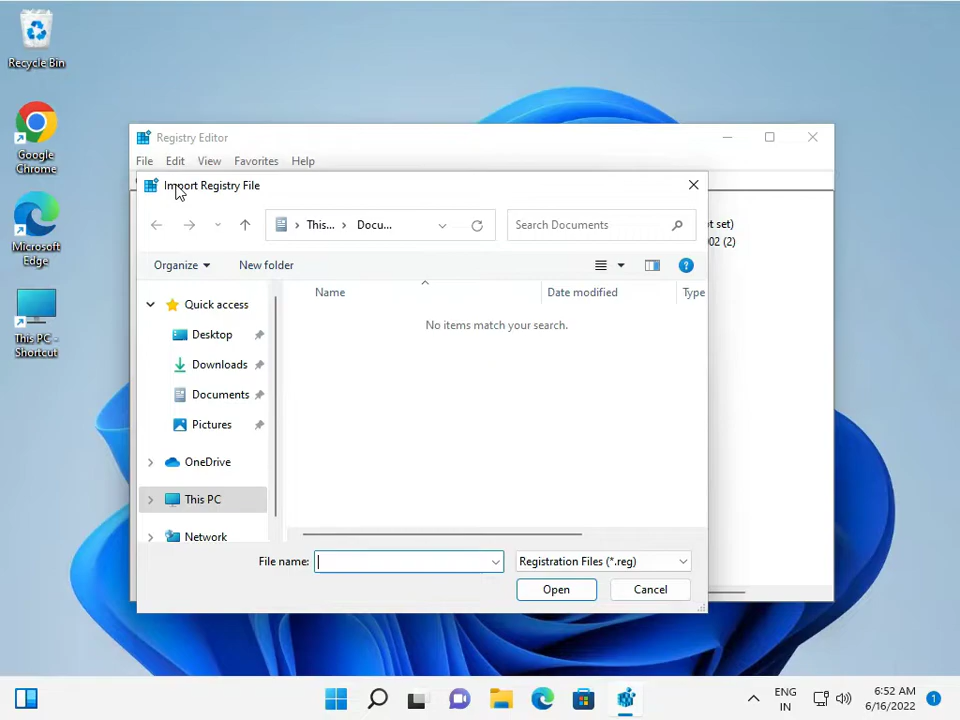 Recycle Bin
Google
Chrome
Microsoft
Edge
This PC -
Shortcut
Registry Editor
File Edit View Favorites Help
Import Registry File
This... Docu...
Search Documents
Organize
New folder
Name Date modified Type
No items match your search.
Quick access
Desktop
Downloads
Documents
Pictures
OneDrive
This PC
Network
File name:
Registration Files (*.reg)
Open Cancel
set)
02 (2)
ENG
IN
6:52 AM
6/16/2022
1